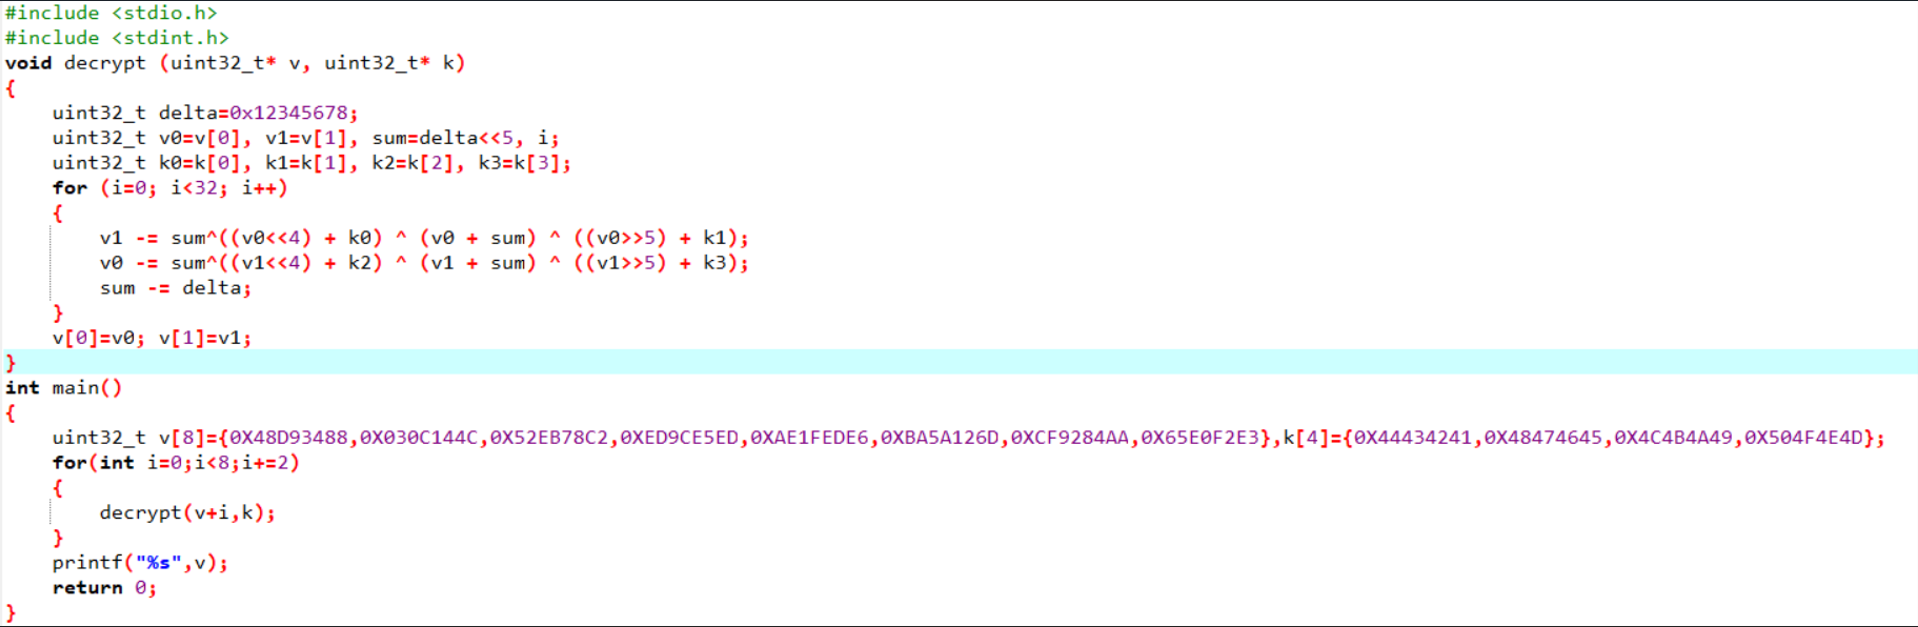 #include <stdio.h>
#include <stdint.h>
void decrypt (uint32_t* v, uint32_t* k)
{
    uint32_t delta=0x12345678;
    uint32_t v0=v[0], v1=v[1], sum=delta<<5, i;
    uint32_t k0=k[0], k1=k[1], k2=k[2], k3=k[3];
    for (i=0; i<32; i++)
    {
        v1 -= sum^((v0<<4) + k0) ^ (v0 + sum) ^ ((v0>>5) + k1);
        v0 -= sum^((v1<<4) + k2) ^ (v1 + sum) ^ ((v1>>5) + k3);
        sum -= delta;
    }
    v[0]=v0; v[1]=v1;
}
int main()
{
    uint32_t v[8]={0X48D93488,0X030C144C,0X52EB78C2,0XED9CE5ED,0XAE1FEDE6,0XBA5A126D,0XCF9284AA,0X65E0F2E3},k[4]={0X44434241,0X48474645,0X4C4B4A49,0X504F4E4D};
    for(int i=0;i<8;i+=2)
    {
        decrypt(v+i,k);
    }
    printf("%s",v);
    return 0;
}